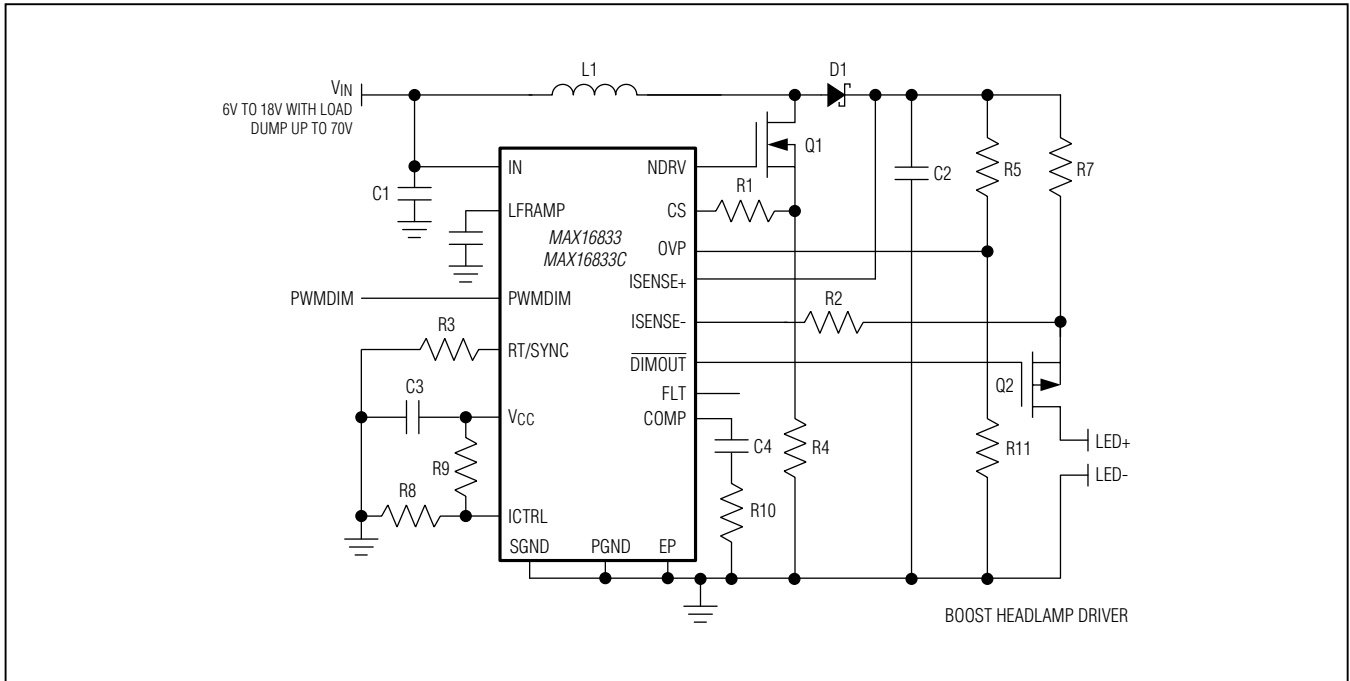 L1
D1
VIN
6V TO 18V WITH LOAD
DUMP UP TO 70V
Q1
IN
NDRV
C1
R1
C2
R5
R7
LFRAMP
CS
MAX16833
MAX16833C
OVP
ISENSE+
PWMDIM
PWMDIM
R2
ISENSE-
R3
RT/SYNC
DIMOUT
Q2
C3
FLT
VCC
COMP
LED+
C4
R4
R11
R9
LED-
R8
R10
ICTRL
SGND
PGND
EP
BOOST HEADLAMP DRIVER